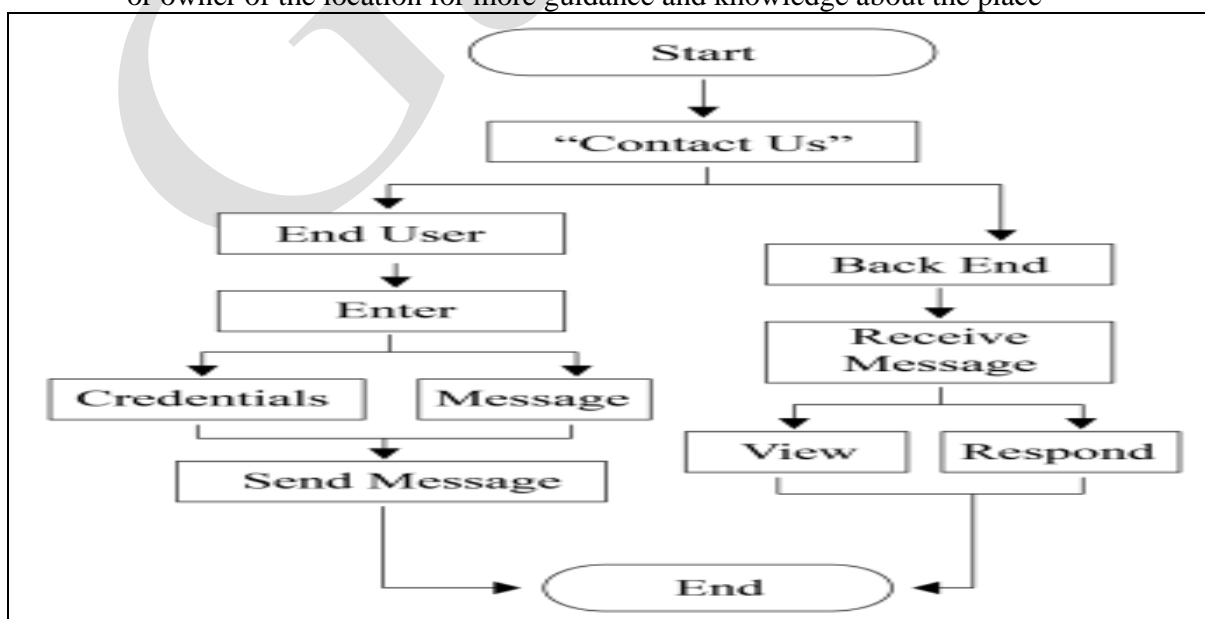 or owner of the location for more guidance and knowledge about the place
Start
“Contact Us”
End User
Back End
Enter
Receive
Message
Credentials
Message
View
Respond
Send Message
End